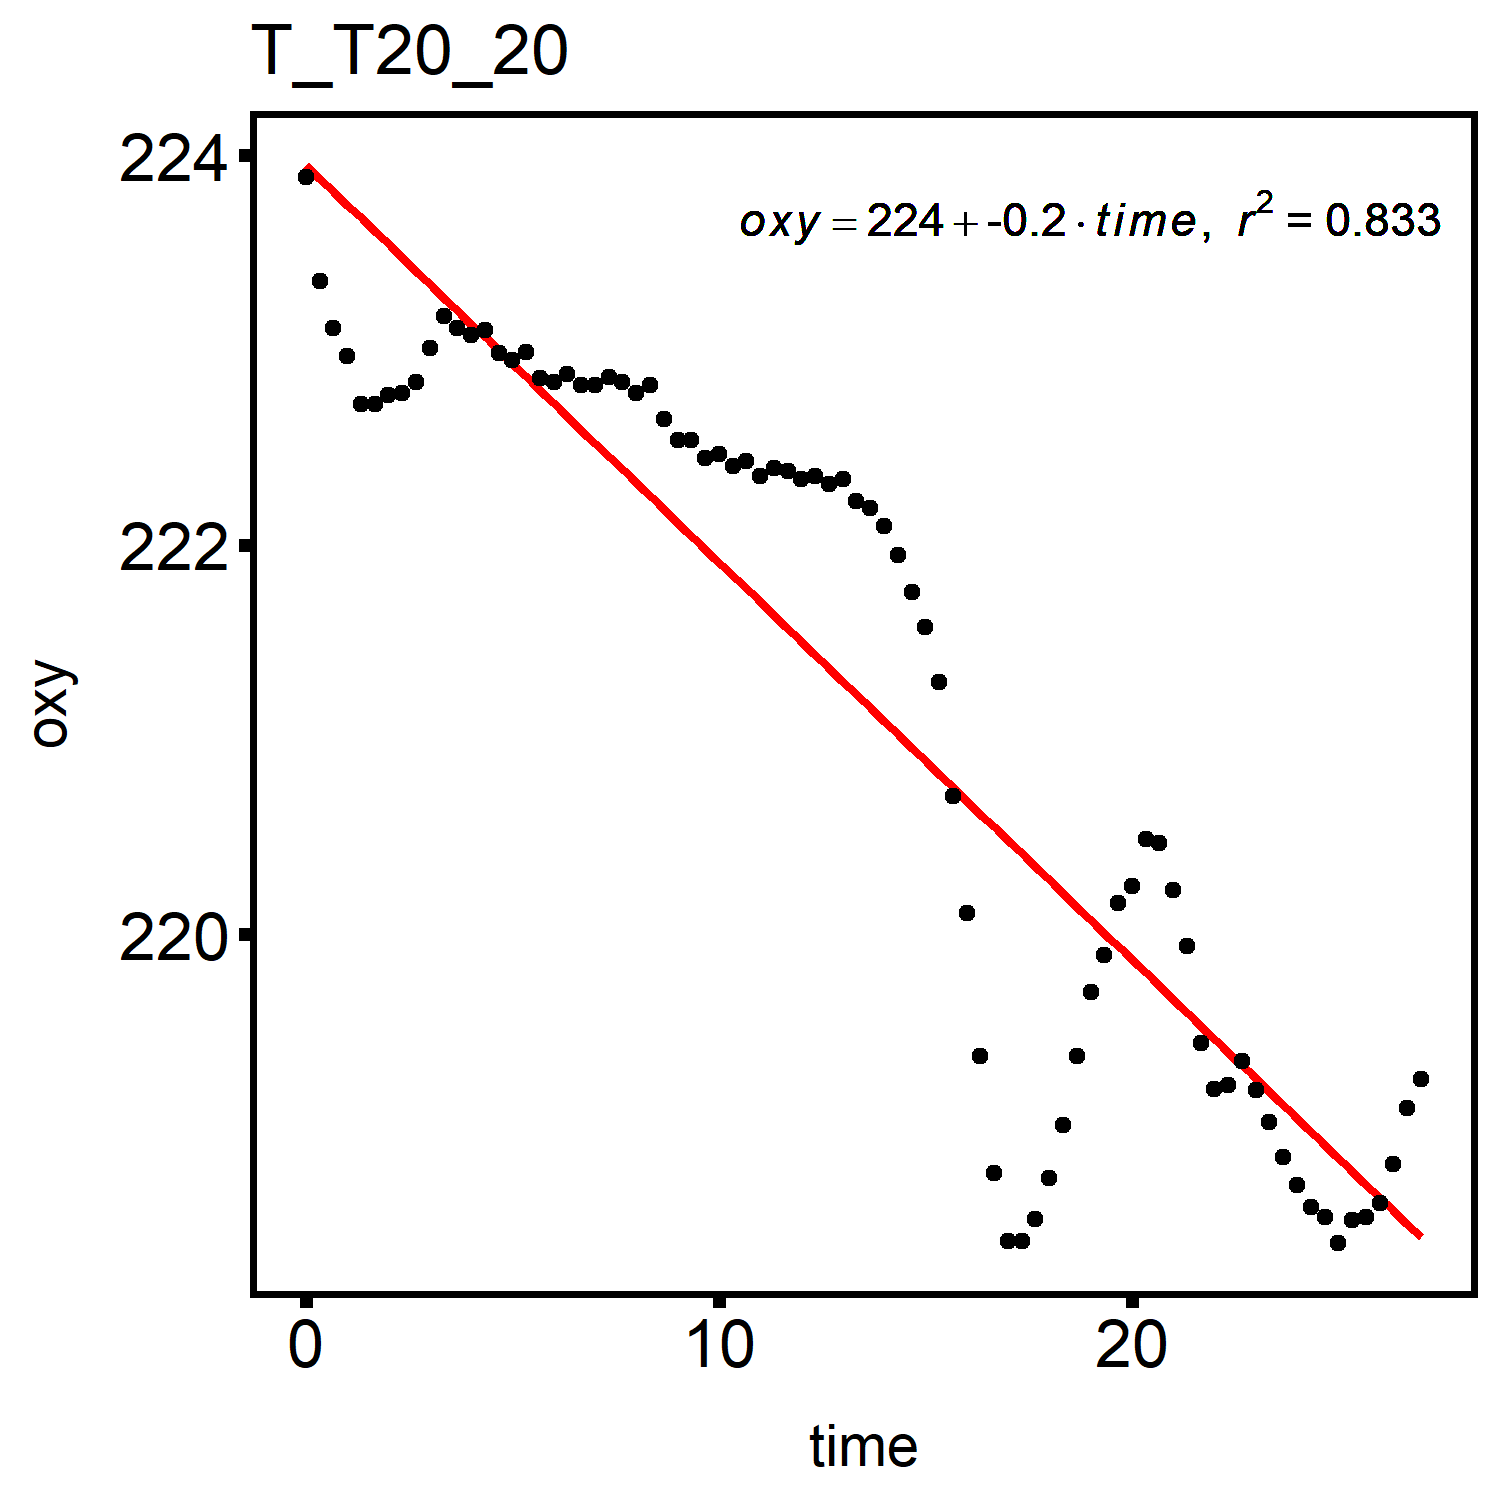 T_T20_20
oxy = 224 + -0.2 · time, r² = 0.833
224
222
220
oxy
0 10 20
time